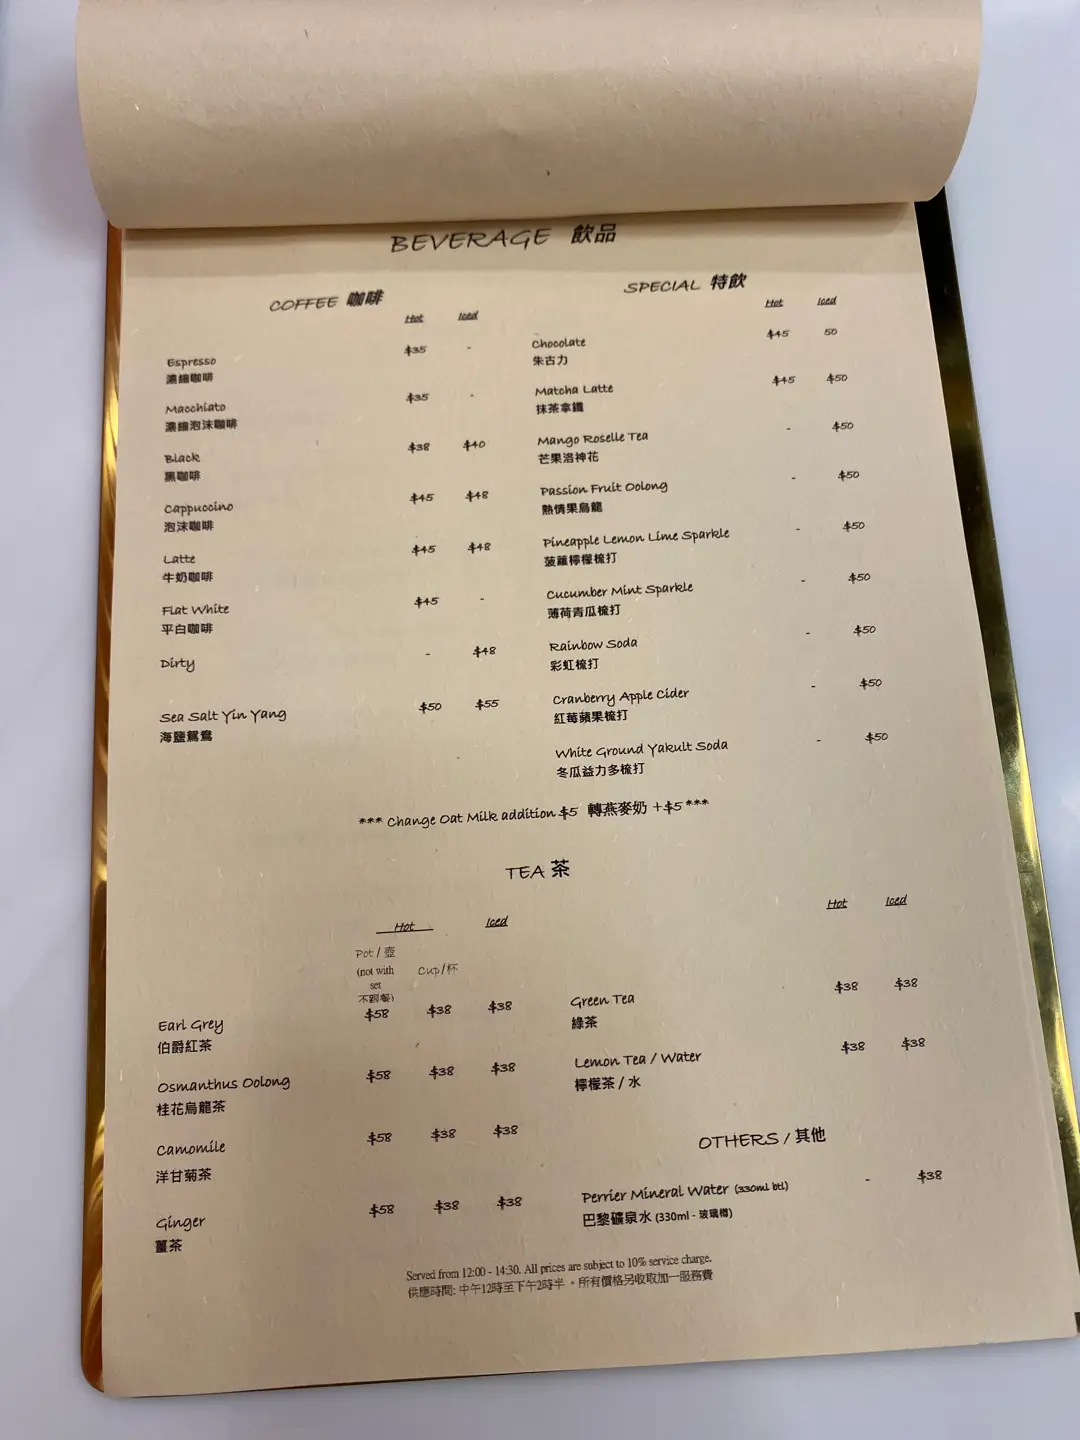 BEVERAGE 飲品
COFFEE 咖啡
Hot Iced
Espresso $35 -
濃縮咖啡
Macchiato $35 -
濃縮泡沫咖啡
Black $38 $40
黑咖啡
Cappuccino $45 $48
泡沫咖啡
Latte $45 $48
牛奶咖啡
Flat White $45 -
平白咖啡
Dirty - $48
Sea Salt Yin Yang $50 $55
海鹽鴛鴦
SPECIAL 特飲
Hot Iced
Chocolate $45 50
朱古力
Matcha Latte $45 $50
抹茶拿鐵
Mango Roselle Tea - $50
芒果洛神花
Passion Fruit Oolong - $50
熱情果烏龍
Pineapple Lemon Lime Sparkle - $50
菠蘿檸檬梳打
Cucumber Mint Sparkle - $50
薄荷青瓜梳打
Rainbow Soda - $50
彩虹梳打
Cranberry Apple Cider - $50
紅莓蘋果梳打
White Ground Yakult Soda - $50
冬瓜益力多梳打
*** Change Oat Milk addition $5 轉燕麥奶 +$5 ***
TEA 茶
Hot Iced
Pot / 壺
(not with Cup/杯
set
不跟餐)
Earl Grey $58 $38 $38
伯爵紅茶
Osmanthus Oolong $58 $38 $38
桂花烏龍茶
Camomile $58 $38 $38
洋甘菊茶
Ginger $58 $38 $38
薑茶
Hot Iced
Green Tea $38 $38
綠茶
Lemon Tea / Water $38 $38
檸檬茶 / 水
OTHERS / 其他
Perrier Mineral Water (330ml btl) - $38
巴黎礦泉水 (330ml - 玻璃樽)
Served from 12:00 - 14:30. All prices are subject to 10% service charge.
供應時間: 中午12時至下午2時半 。所有價格另收取加一服務費